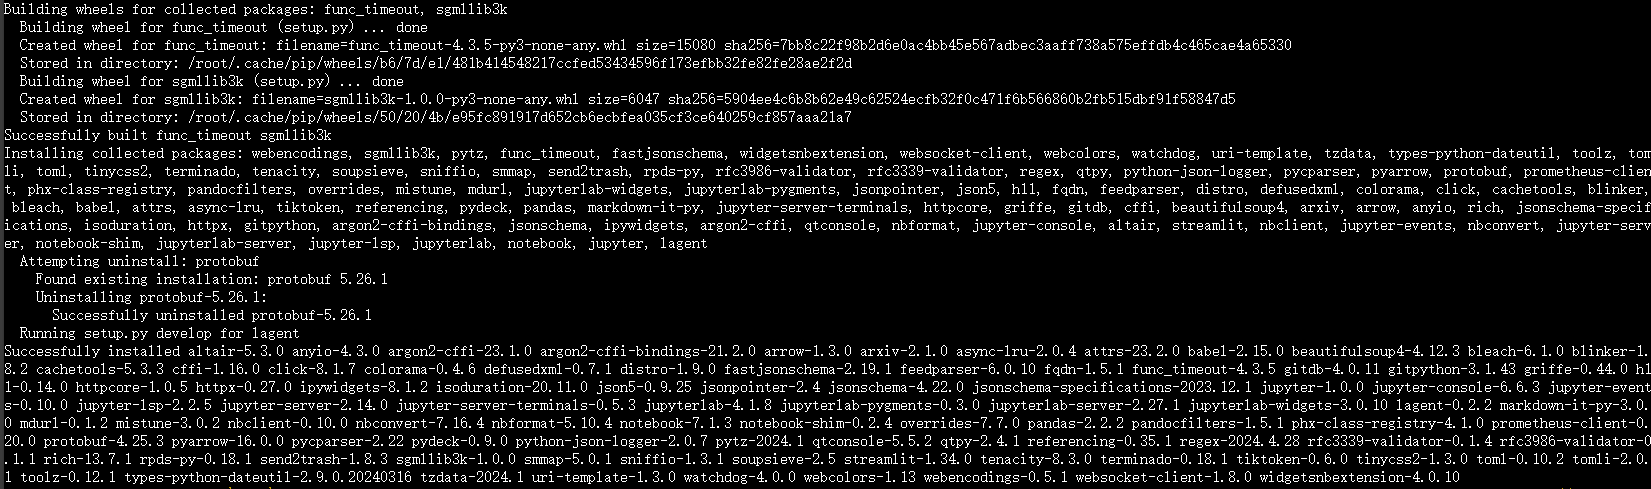 Building wheels for collected packages: func_timeout, sgmllib3k
  Building wheel for func_timeout (setup.py) ... done
  Created wheel for func_timeout: filename=func_timeout-4.3.5-py3-none-any.whl size=15080 sha256=7bb8c22f98b2d6e0ac4bb45e567adbec3aaff738a575effdb4c465cae4a65330
  Stored in directory: /root/.cache/pip/wheels/b6/7d/e1/481b414548217ccfed53434596f173efbb32fe82fe28ae2f2d
  Building wheel for sgmllib3k (setup.py) ... done
  Created wheel for sgmllib3k: filename=sgmllib3k-1.0.0-py3-none-any.whl size=6047 sha256=5904ee4c6b8b62e49c62524ecfb32f0c471f6b566860b2fb515dbf91f58847d5
  Stored in directory: /root/.cache/pip/wheels/50/20/4b/e95fc891917d652cb6ecbfea035cf3ce640259cf857aaa21a7
Successfully built func_timeout sgmllib3k
Installing collected packages: webencodings, sgmllib3k, pytz, func_timeout, fastjsonschema, widgetsnbextension, websocket-client, webcolors, watchdog, uri-template, tzdata, types-python-dateutil, toolz, tom
li, toml, tinycss2, terminado, tenacity, soupsieve, sniffio, smmap, send2trash, rpds-py, rfc3986-validator, rfc3339-validator, regex, qtpy, python-json-logger, pycparser, pyarrow, protobuf, prometheus-clien
t, phx-class-registry, pandocfilters, overrides, mistune, mdurl, jupyterlab-widgets, jupyterlab-pygments, jsonpointer, json5, h11, fqdn, feedparser, distro, defusedxml, colorama, click, cachetools, blinker,
 bleach, babel, attrs, async-lru, tiktoken, referencing, pydeck, pandas, markdown-it-py, jupyter-server-terminals, httpcore, griffe, gitdb, cffi, beautifulsoup4, arxiv, arrow, anyio, rich, jsonschema-specif
ications, isoduration, httpx, gitpython, argon2-cffi-bindings, jsonschema, ipywidgets, argon2-cffi, qtconsole, nbformat, jupyter-console, altair, streamlit, nbclient, jupyter-events, nbconvert, jupyter-serv
er, notebook-shim, jupyterlab-server, jupyter-lsp, jupyterlab, notebook, jupyter, lagent
  Attempting uninstall: protobuf
    Found existing installation: protobuf 5.26.1
    Uninstalling protobuf-5.26.1:
      Successfully uninstalled protobuf-5.26.1
  Running setup.py develop for lagent
Successfully installed altair-5.3.0 anyio-4.3.0 argon2-cffi-23.1.0 argon2-cffi-bindings-21.2.0 arrow-1.3.0 arxiv-2.1.0 async-lru-2.0.4 attrs-23.2.0 babel-2.15.0 beautifulsoup4-4.12.3 bleach-6.1.0 blinker-1.
8.2 cachetools-5.3.3 cffi-1.16.0 click-8.1.7 colorama-0.4.6 defusedxml-0.7.1 distro-1.9.0 fastjsonschema-2.19.1 feedparser-6.0.10 fqdn-1.5.1 func_timeout-4.3.5 gitdb-4.0.11 gitpython-3.1.43 griffe-0.44.0 h1
1-0.14.0 httpcore-1.0.5 httpx-0.27.0 ipywidgets-8.1.2 isoduration-20.11.0 json5-0.9.25 jsonpointer-2.4 jsonschema-4.22.0 jsonschema-specifications-2023.12.1 jupyter-1.0.0 jupyter-console-6.6.3 jupyter-event
s-0.10.0 jupyter-lsp-2.2.5 jupyter-server-2.14.0 jupyter-server-terminals-0.5.3 jupyterlab-4.1.8 jupyterlab-pygments-0.3.0 jupyterlab-server-2.27.1 jupyterlab-widgets-3.0.10 lagent-0.2.2 markdown-it-py-3.0.
0 mdurl-0.1.2 mistune-3.0.2 nbclient-0.10.0 nbconvert-7.16.4 nbformat-5.10.4 notebook-7.1.3 notebook-shim-0.2.4 overrides-7.7.0 pandas-2.2.2 pandocfilters-1.5.1 phx-class-registry-4.1.0 prometheus-client-0.
20.0 protobuf-4.25.3 pyarrow-16.0.0 pycparser-2.22 pydeck-0.9.0 python-json-logger-2.0.7 pytz-2024.1 qtconsole-5.5.2 qtpy-2.4.1 referencing-0.35.1 regex-2024.4.28 rfc3339-validator-0.1.4 rfc3986-validator-0
.1.1 rich-13.7.1 rpds-py-0.18.1 send2trash-1.8.3 sgmllib3k-1.0.0 smmap-5.0.1 sniffio-1.3.1 soupsieve-2.5 streamlit-1.34.0 tenacity-8.3.0 terminado-0.18.1 tiktoken-0.6.0 tinycss2-1.3.0 toml-0.10.2 tomli-2.0.
1 toolz-0.12.1 types-python-dateutil-2.9.0.20240316 tzdata-2024.1 uri-template-1.3.0 watchdog-4.0.0 webcolors-1.13 webencodings-0.5.1 websocket-client-1.8.0 widgetsnbextension-4.0.10